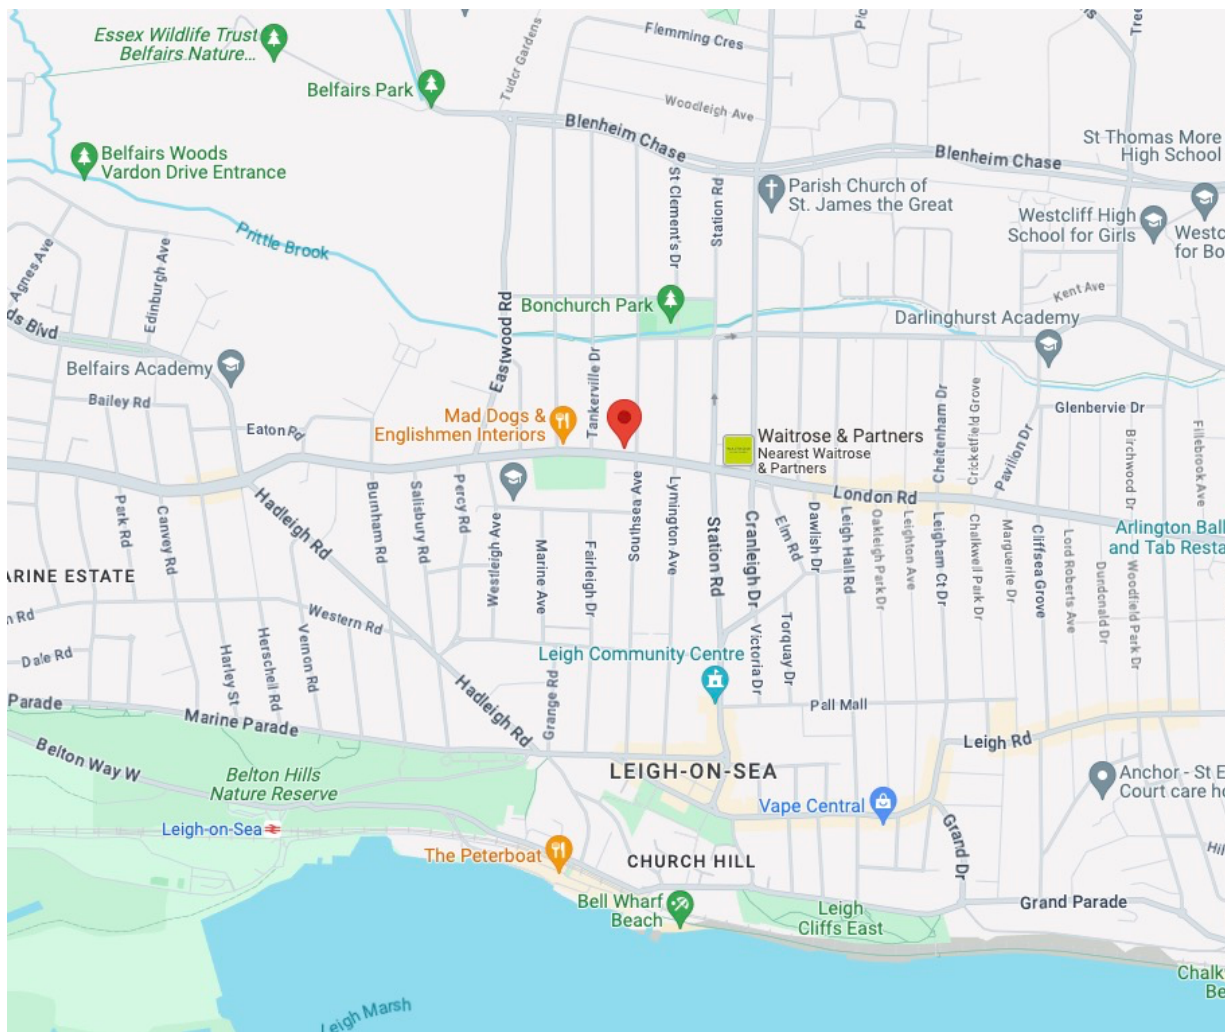 Essex Wildlife Trust
Belfairs Nature...
Tudor Gardens
Flemming Cres
Belfairs Park
Woodleigh Ave
Blenheim Chase
Blenheim Chase
St Thomas More
High School
Belfairs Woods
Vardon Drive Entrance
St Clement's Dr
Station Rd
Parish Church of
St. James the Great
Westcliff High
School for Girls
Westc
for Bo
Prittle Brook
Agnes Ave
Edinburgh Ave
Kent Ave
Eastwood Rd
Bonchurch Park
Darlinghurst Academy
ds Blvd
Belfairs Academy
Tankerville Dr
Bailey Rd
Eaton Rd
Mad Dogs &
Englishmen Interiors
Waitrose & Partners
Nearest Waitrose
& Partners
Cheltenham Dr
Cricketfield Grove
Pavilion Dr
Glenbervie Dr
Birchwood Dr
Fillebrook Ave
London Rd
Hadleigh Rd
Park Rd
Canvey Rd
Burnham Rd
Salisbury Rd
Percy Rd
Westleigh Ave
Marine Ave
Fairleigh Dr
Southsea Ave
Lymington Ave
Station Rd
Cranleigh Dr
Elm Rd
Dawlish Dr
Leigh Hall Rd
Oakleigh Park Dr
Leighton Ave
Leigham Ct Dr
Chalkwell Park Dr
Marguerite Dr
Cliffsea Grove
Lord Roberts Ave
Dundonald Dr
Woodfield Park Dr
Arlington Ball
and Tab Resta
ARINE ESTATE
n Rd
Western Rd
Dale Rd
Harley St
Herschell Rd
Vernon Rd
Leigh Community Centre
Victoria Dr
Torquay Dr
Parade
Marine Parade
Hadleigh Rd
Grange Rd
Pall Mall
Leigh Rd
Belton Way W
Belton Hills
Nature Reserve
LEIGH-ON-SEA
Anchor - St E
Court care ho
Vape Central
Leigh-on-Sea
The Peterboat
CHURCH HILL
Grand Dr
Hil
Bell Wharf
Beach
Leigh
Cliffs East
Grand Parade
Chalk
Be
Leigh Marsh